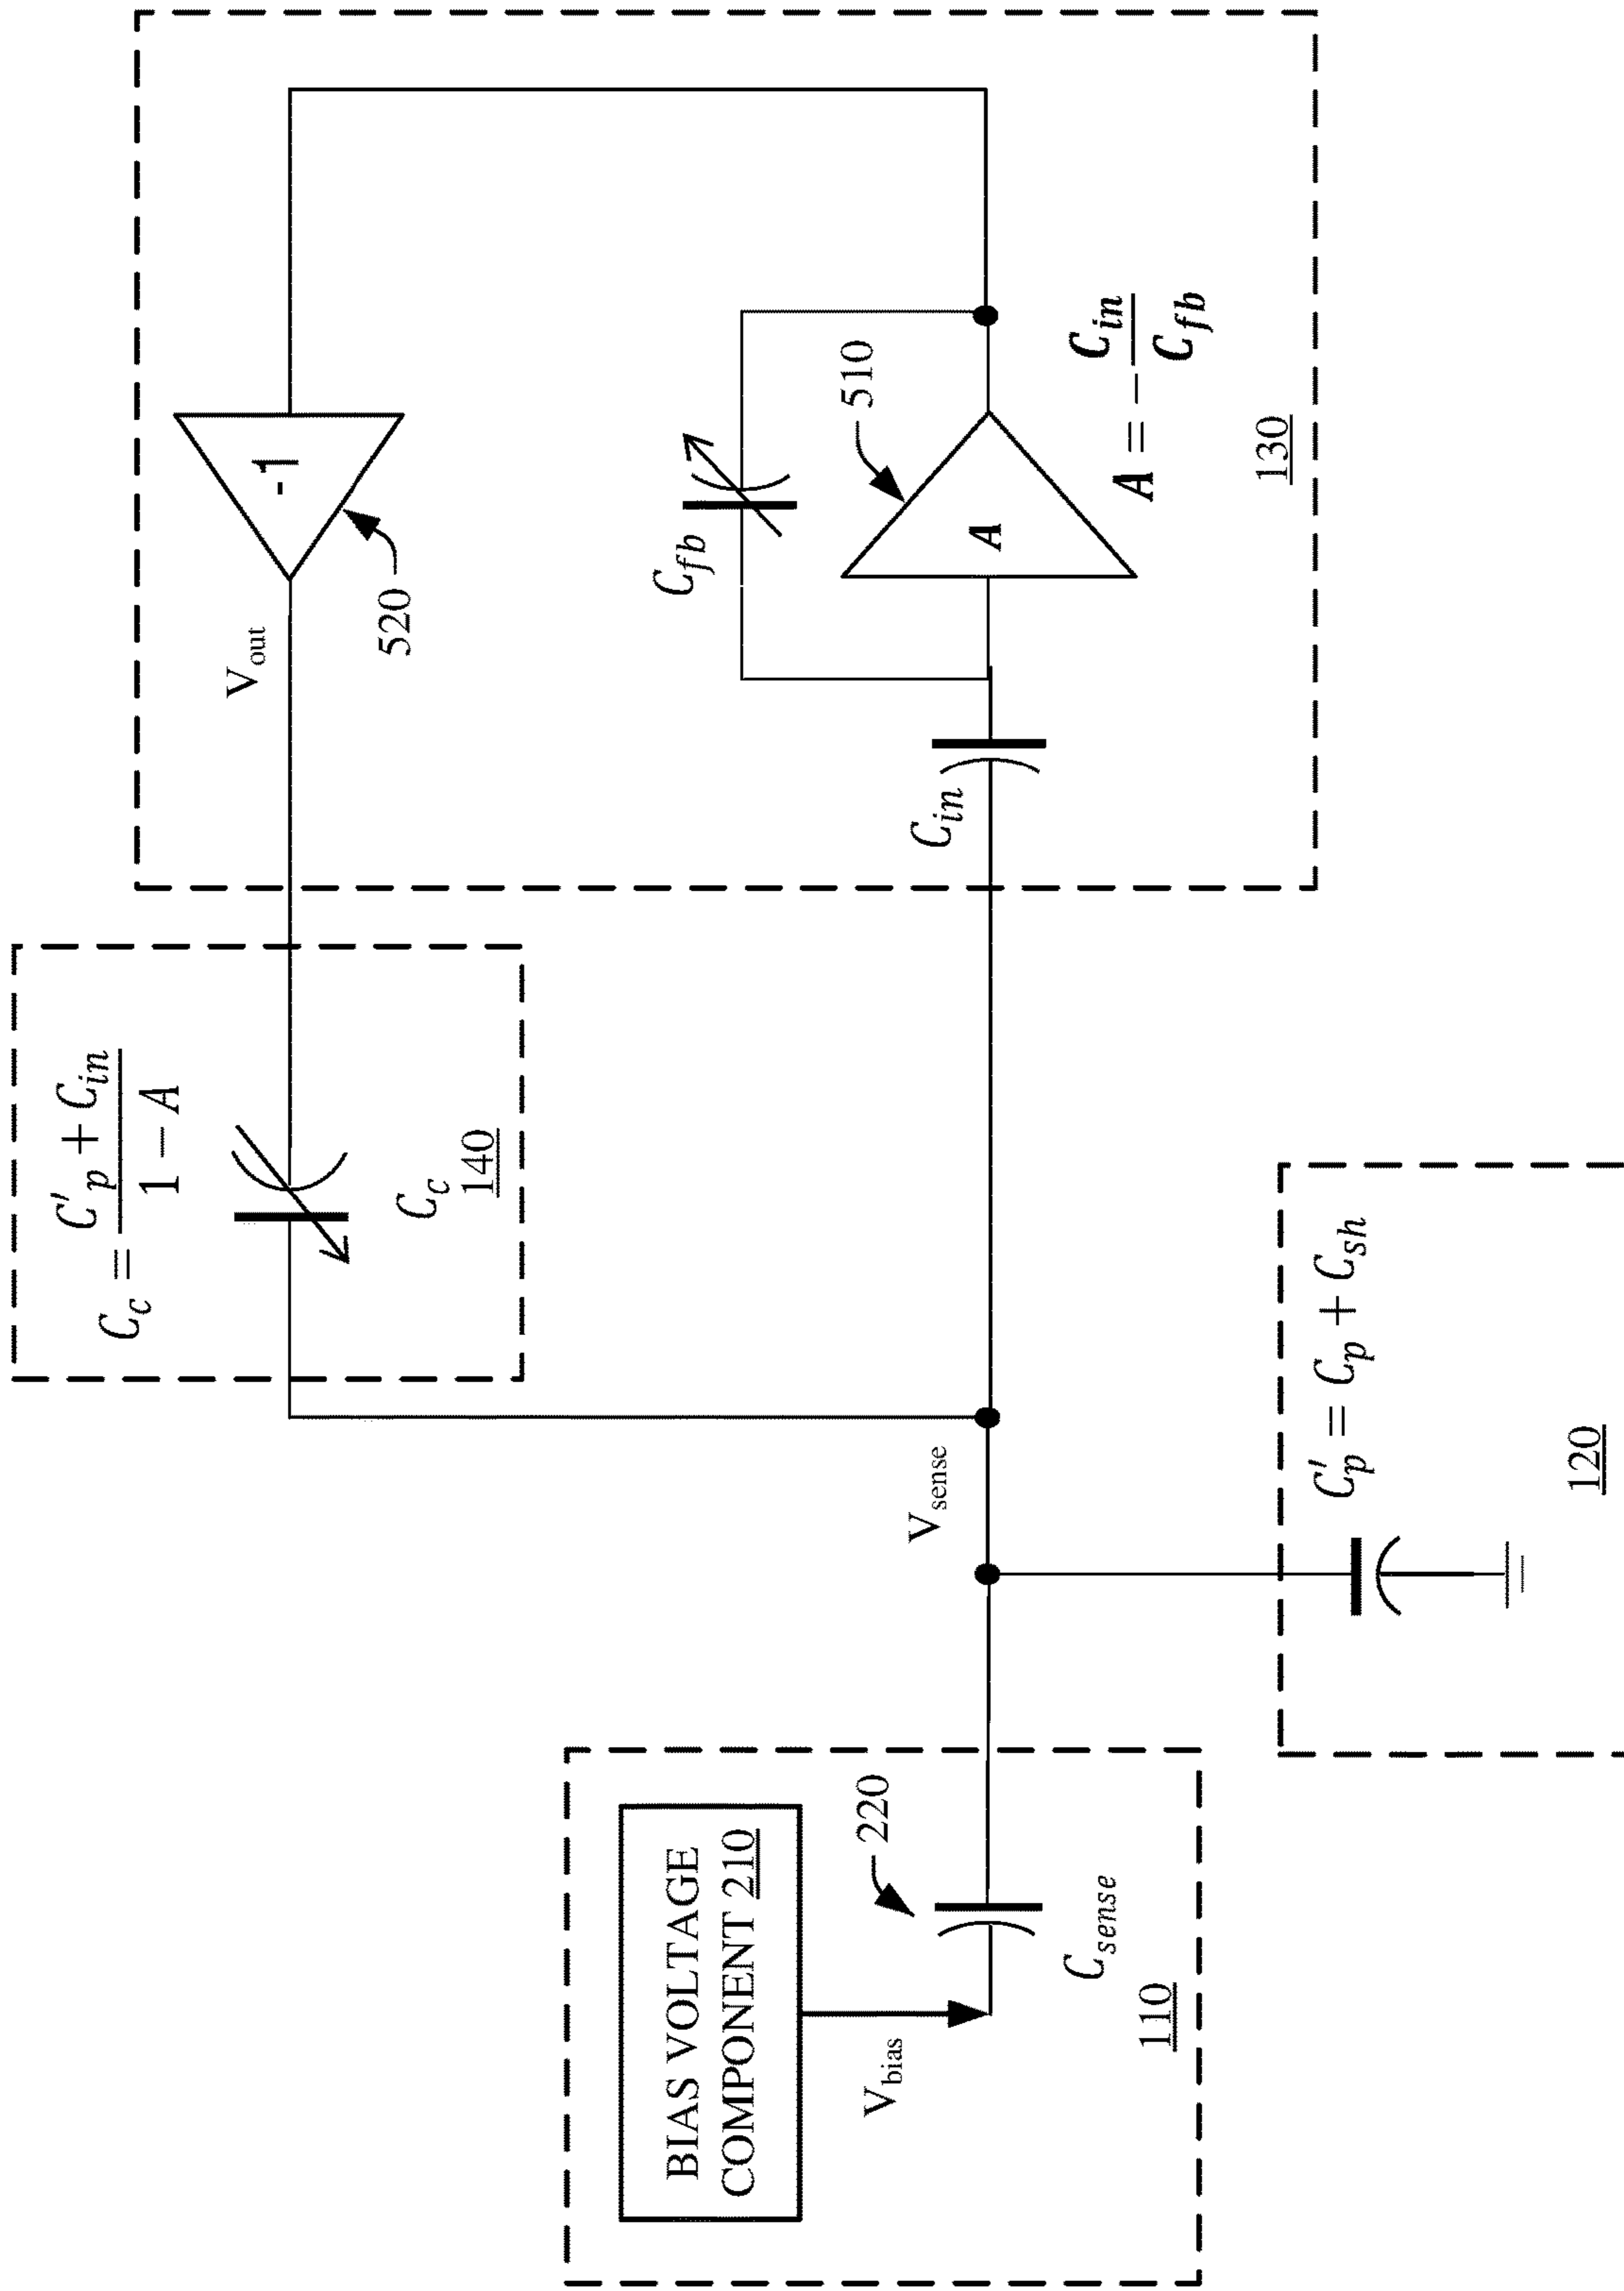 C_c = (C'_p + C_in) / (1 − A)
C_c
140
V_out
-1
520
C_fb
510
A
A = − C_in / C_fb
C_in
130
V_sense
BIAS VOLTAGE
COMPONENT 210
V_bias
220
C_sense
110
C'_p = C_p + C_sh
120